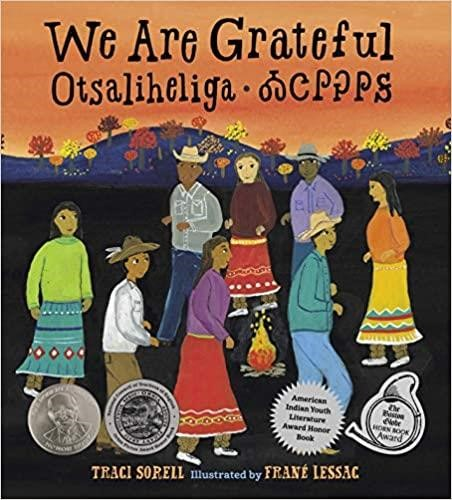 We Are Grateful
Otsaliheliga • ᎣᏣᎵᎮᎵᎦ
American
Indian Youth
Literature
Award Honor
Book
The
Boston
Globe
HORN BOOK
Award
TRACI SORELL Illustrated by FRANÉ LESSAC